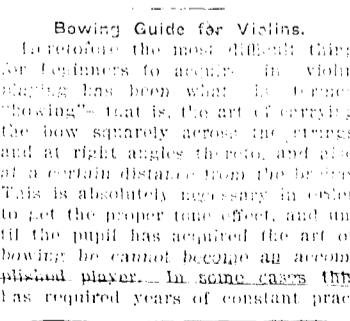 Bowing Guide for Violins.
the most difficult thing
for beginners to acquire in violin
playing has been what is termed
"bowing"— that is, the art of carrying
the bow squarely across the strings
and at right angles thereto, and also
at a certain distance from the bridge
This is absolutely necessary in order
to get the proper tone effect, and un-
til the pupil has acquired the art of
bowing he cannot become an accom-
plished player. In some cases this
has required years of constant prac-